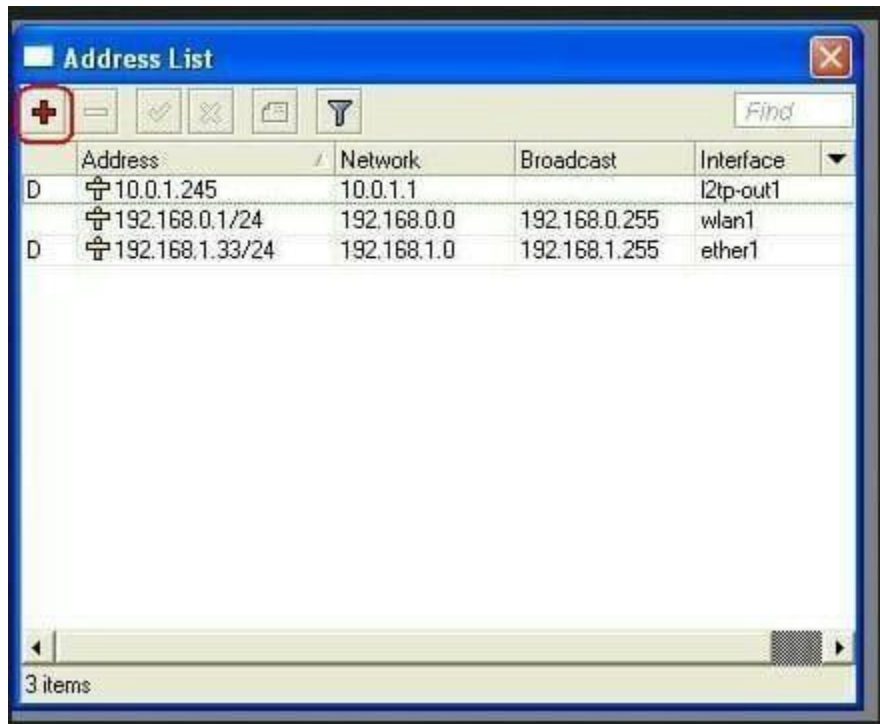 Address List
Find
Address Network Broadcast Interface
D 10.0.1.245 10.0.1.1 l2tp-out1
192.168.0.1/24 192.168.0.0 192.168.0.255 wlan1
D 192.168.1.33/24 192.168.1.0 192.168.1.255 ether1
3 items